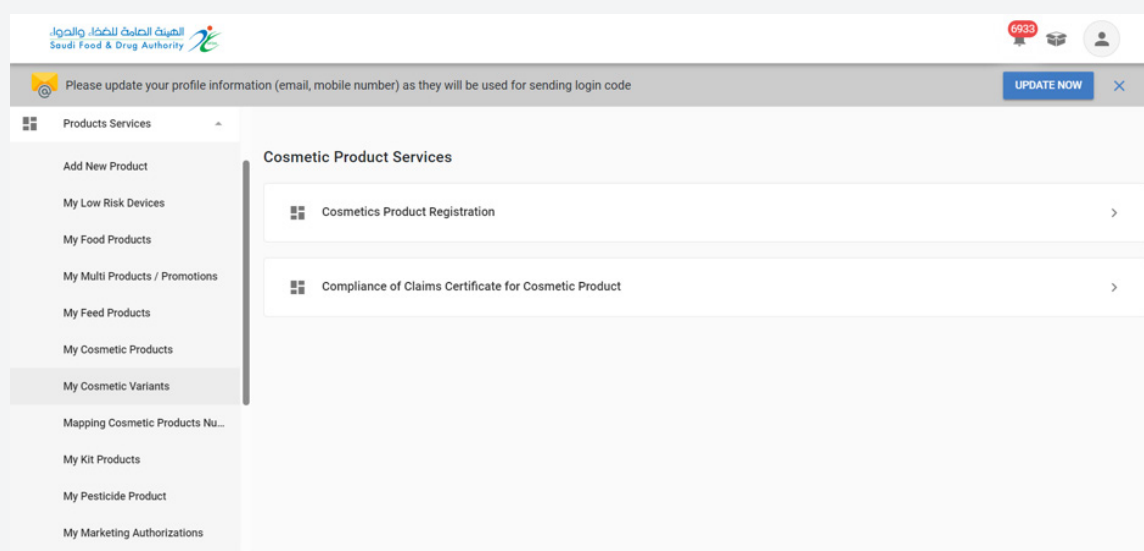 الهيئة العامة للغذاء والدواء
Saudi Food & Drug Authority
6933
Please update your profile information (email, mobile number) as they will be used for sending login code
UPDATE NOW
Products Services
Add New Product
My Low Risk Devices
My Food Products
My Multi Products / Promotions
My Feed Products
My Cosmetic Products
My Cosmetic Variants
Mapping Cosmetic Products Nu...
My Kit Products
My Pesticide Product
My Marketing Authorizations
Cosmetic Product Services
Cosmetics Product Registration
Compliance of Claims Certificate for Cosmetic Product